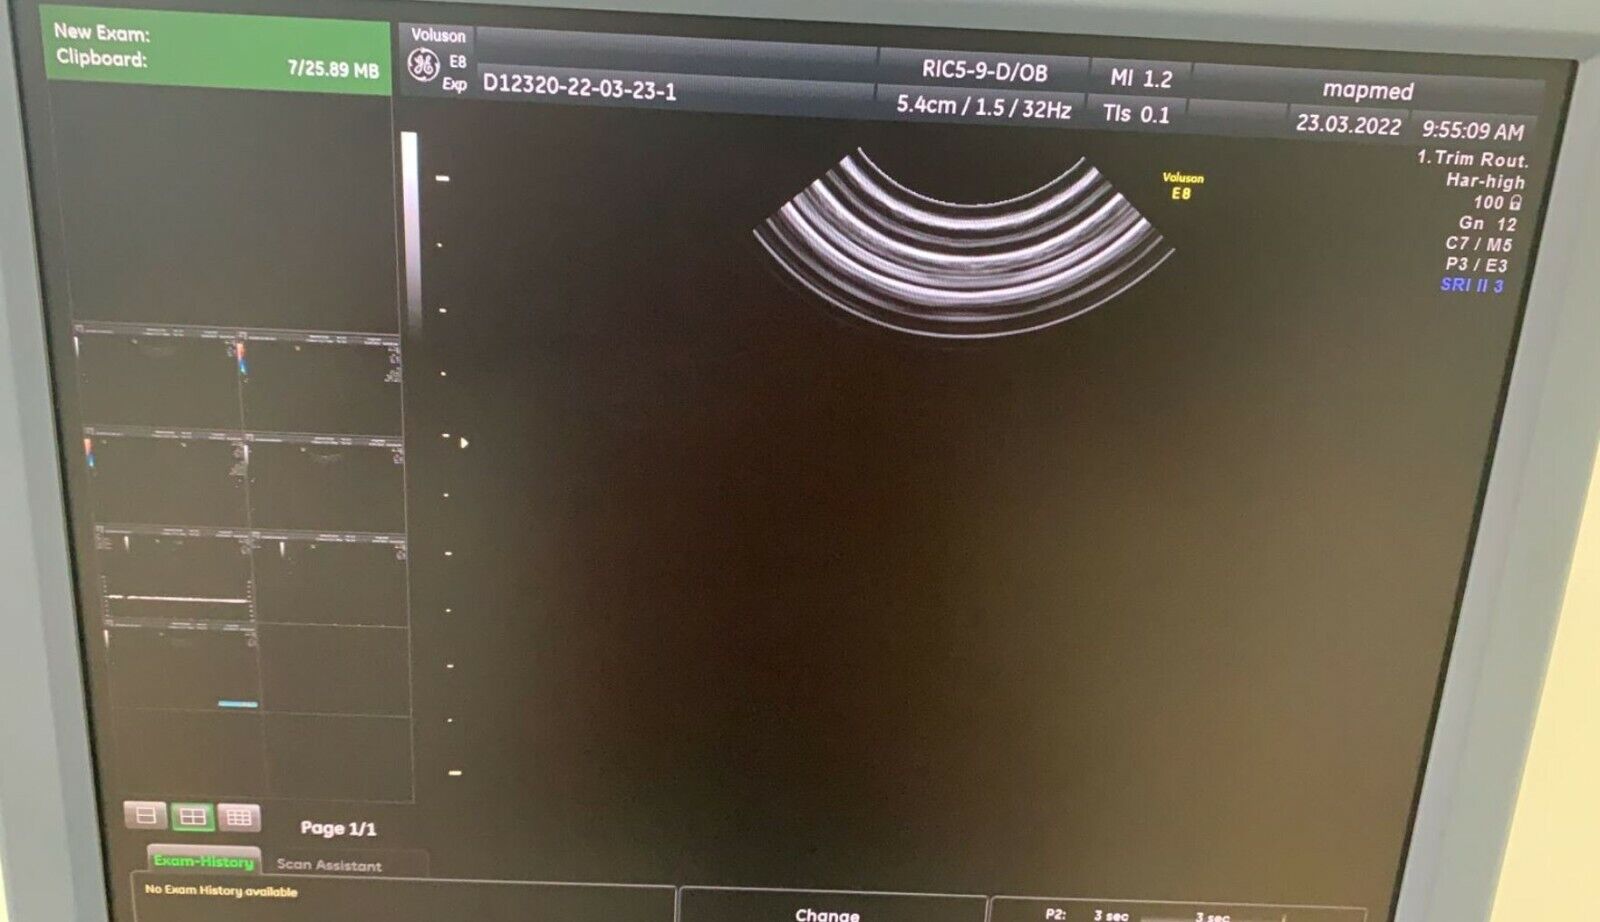 New Exam:
Clipboard: 7/25.89 MB
Voluson
E8
Exp
D12320-22-03-23-1
RIC5-9-D/OB
5.4cm / 1.5 / 32Hz
MI 1.2
TIs 0.1
mapmed
23.03.2022 9:55:09 AM
Voluson
E8
1. Trim Rout.
Har-high
100
Gn 12
C7 / M5
P3 / E3
SRI II 3
Page 1/1
Exam-History
Scan Assistant
No Exam History available
Change
P2: 3 sec 3 sec